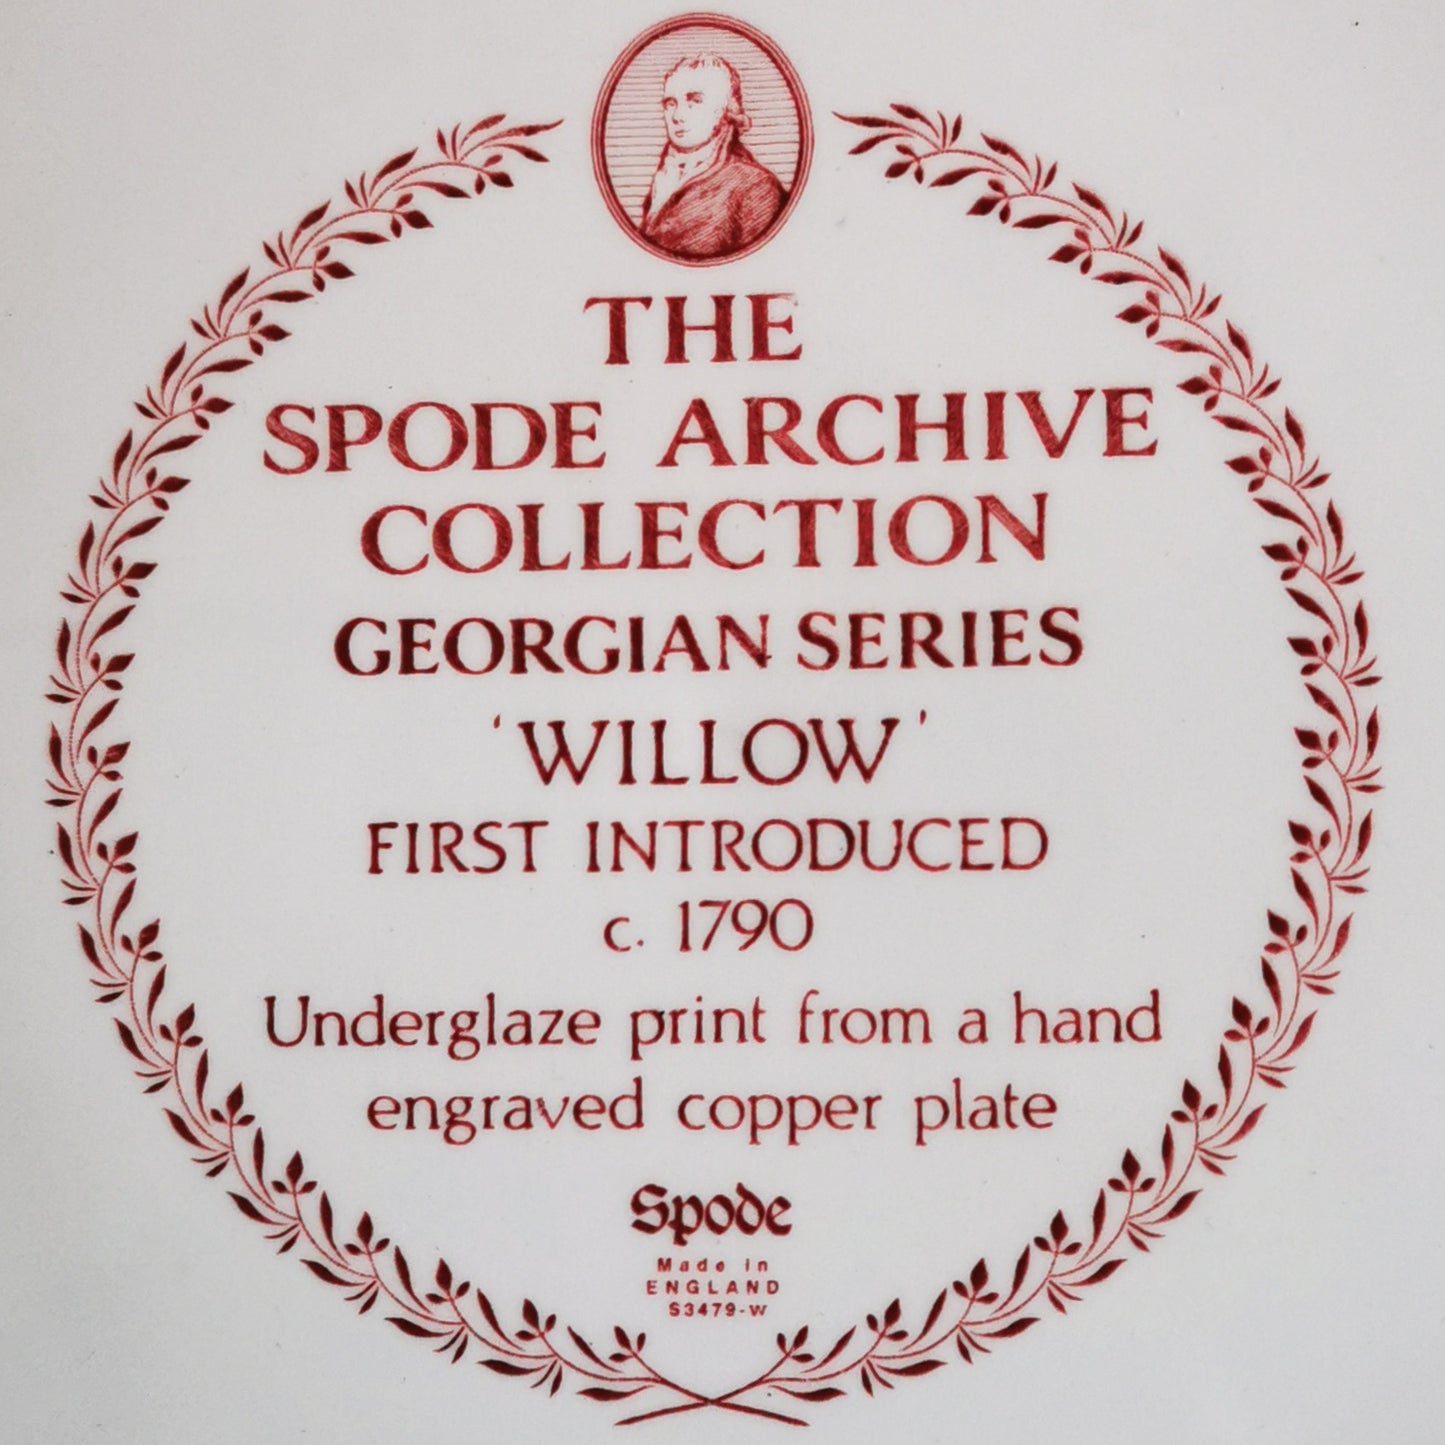 THE
SPODE ARCHIVE
COLLECTION
GEORGIAN SERIES
'WILLOW'
FIRST INTRODUCED
c. 1790
Underglaze print from a hand
engraved copper plate
Spode
Made in
ENGLAND
S3479-W